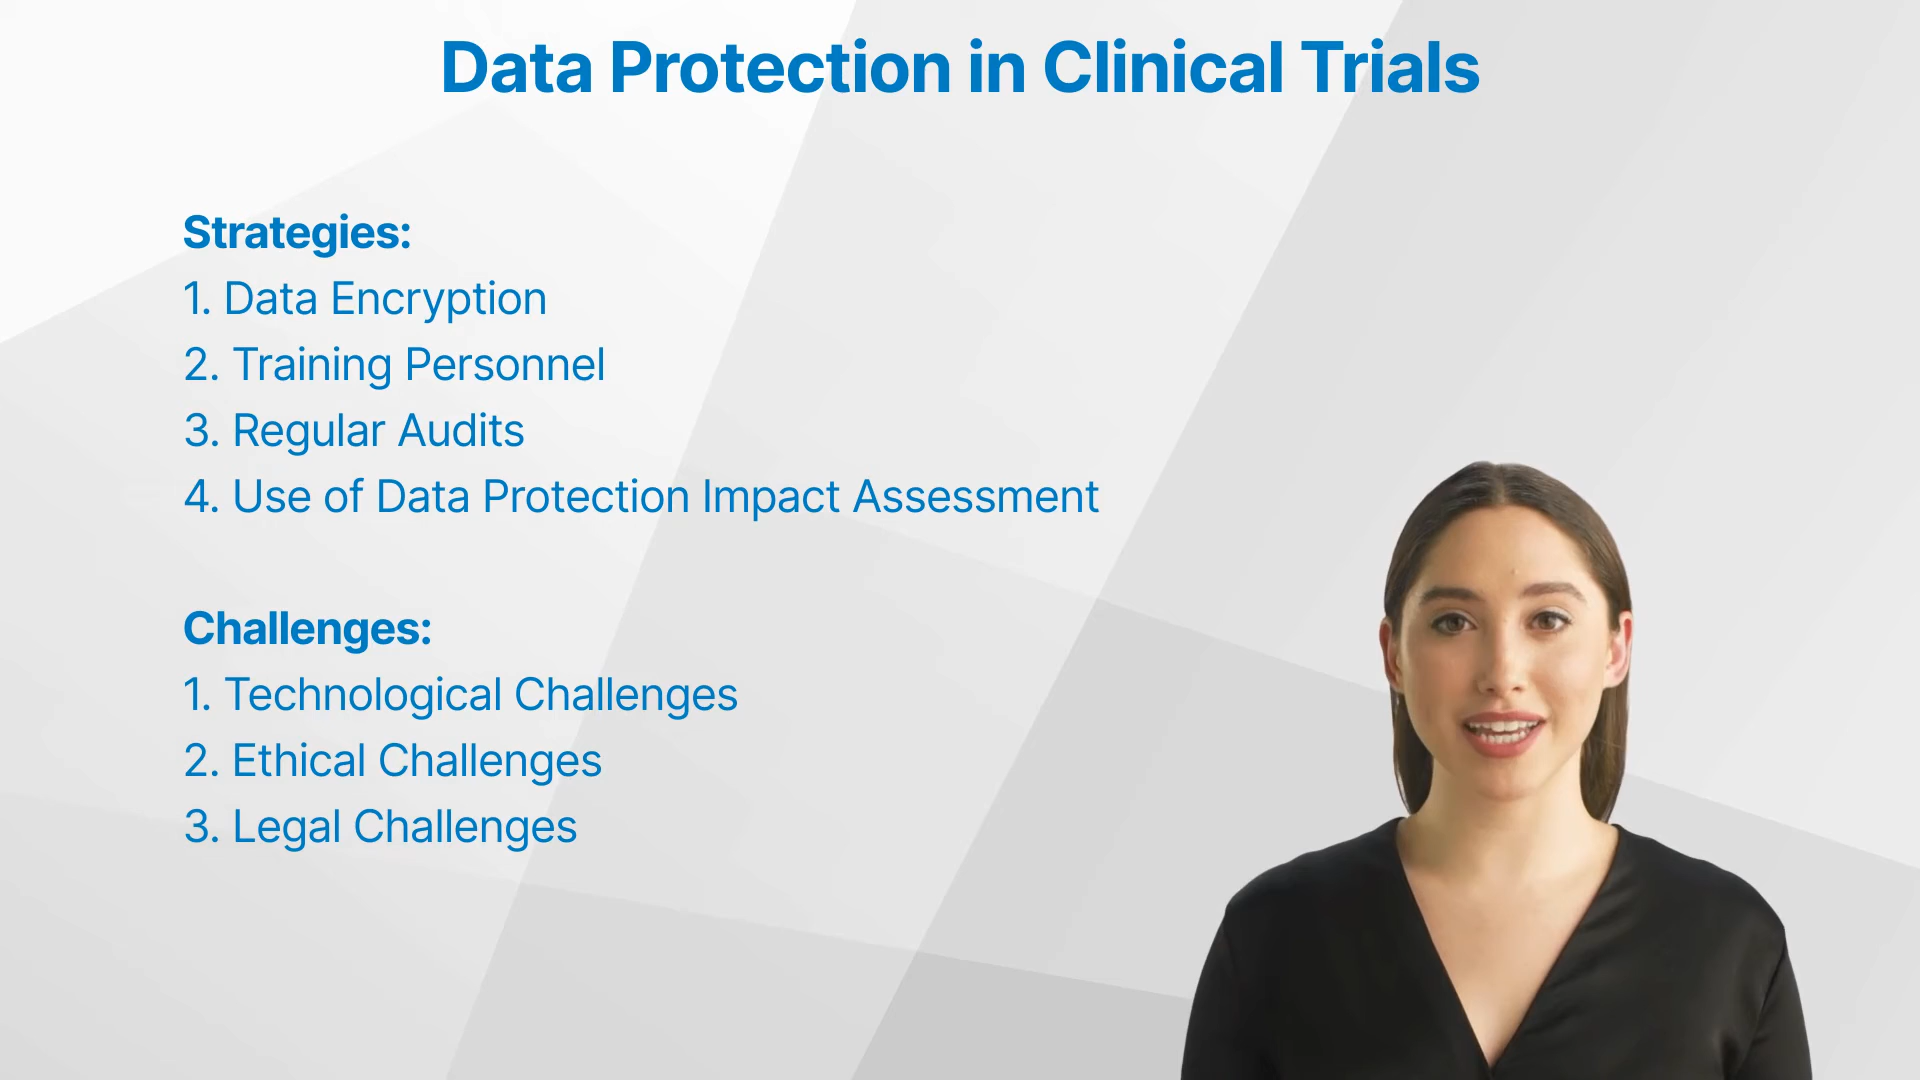 Data Protection in Clinical Trials
Strategies:
1. Data Encryption
2. Training Personnel
3. Regular Audits
4. Use of Data Protection Impact Assessment
Challenges:
1. Technological Challenges
2. Ethical Challenges
3. Legal Challenges